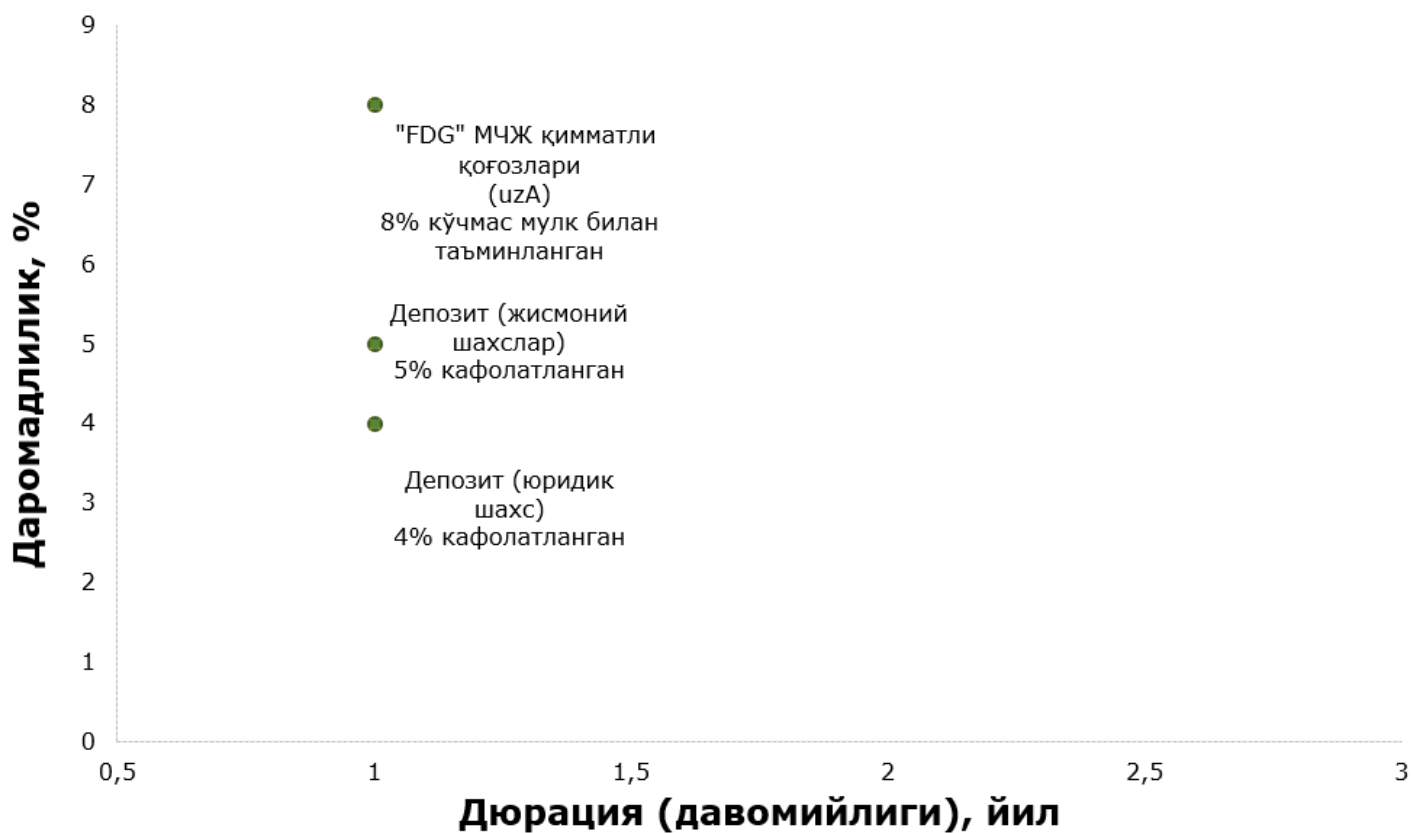 9
8
"FDG" МЧЖ қимматли
қоғозлари
(uzA)
8% кўчмас мулк билан
таъминланган
7
6
Депозит (жисмоний
шахслар)
5% кафолатланган
5
4
Депозит (юридик
шахс)
4% кафолатланган
3
2
1
0
Даромадлилик, %
0,5 1 1,5 2 2,5 3
Дюрация (давомийлиги), йил